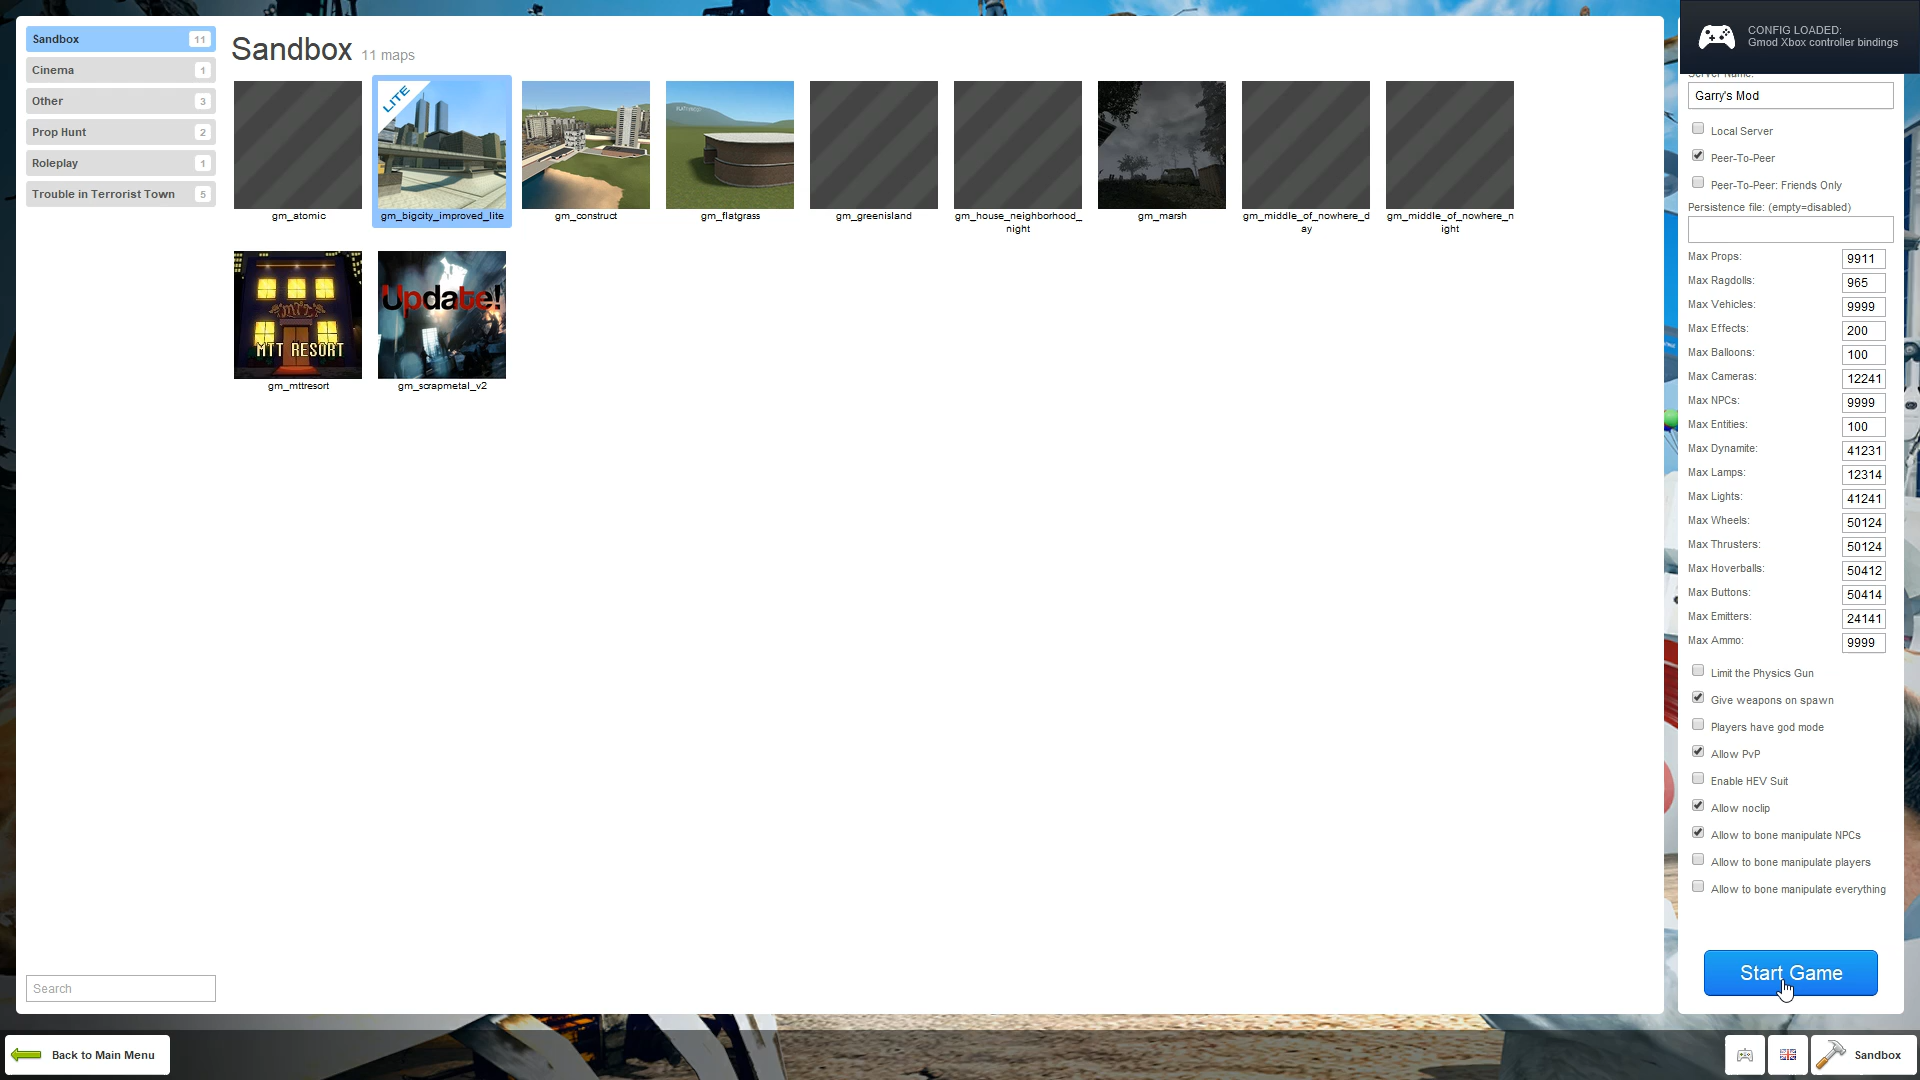 Sandbox 11
Cinema 1
Other 3
Prop Hunt 2
Roleplay 1
Trouble in Terrorist Town 5
Search
Sandbox 11 maps
LITE
gm_atomic
gm_bigcity_improved_lite
gm_construct
gm_flatgrass
gm_greenisland
gm_house_neighborhood_
night
gm_marsh
gm_middle_of_nowhere_d
ay
gm_middle_of_nowhere_n
ight
MTT RESORT
gm_mttresort
Update!
gm_scrapmetal_v2
CONFIG LOADED:
Gmod Xbox controller bindings
Server Name:
Garry's Mod
Local Server
Peer-To-Peer
Peer-To-Peer: Friends Only
Persistence file: (empty=disabled)
Max Props: 9911
Max Ragdolls: 965
Max Vehicles: 9999
Max Effects: 200
Max Balloons: 100
Max Cameras: 12241
Max NPCs: 9999
Max Entities: 100
Max Dynamite: 41231
Max Lamps: 12314
Max Lights: 41241
Max Wheels: 50124
Max Thrusters: 50124
Max Hoverballs: 50412
Max Buttons: 50414
Max Emitters: 24141
Max Ammo: 9999
Limit the Physics Gun
Give weapons on spawn
Players have god mode
Allow PvP
Enable HEV Suit
Allow noclip
Allow to bone manipulate NPCs
Allow to bone manipulate players
Allow to bone manipulate everything
Start Game
Back to Main Menu
Sandbox